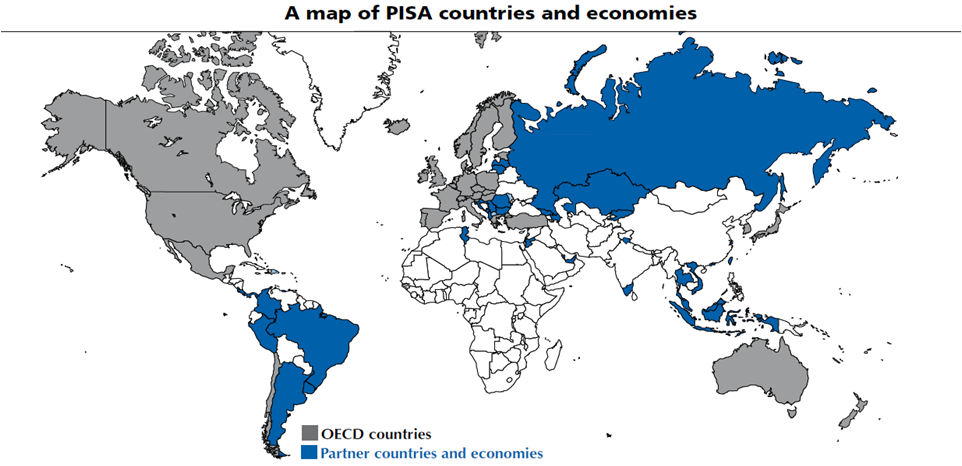 A map of PISA countries and economies
OECD countries
Partner countries and economies